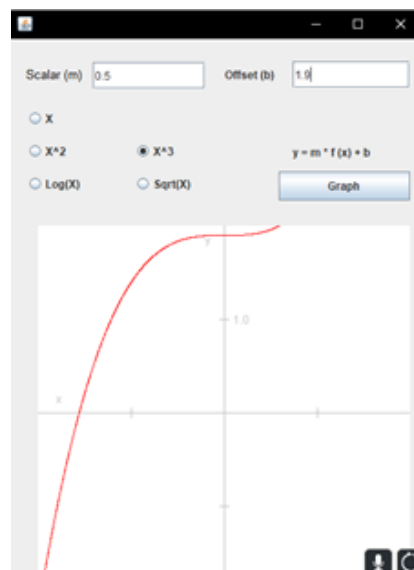 Scalar (m) 0.5 Offset (b) 1.9
X
X^2 X^3 y = m * f (x) + b
Log(X) Sqrt(X) Graph
y
1.0
x